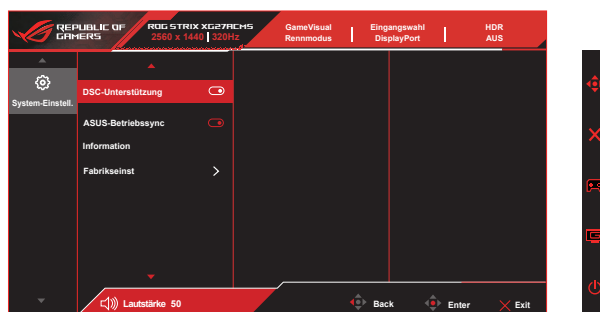 REPUBLIC OF
GAMERS
ROG STRIX XG27ACMS
2560 x 1440 320Hz
GameVisual
Rennmodus
Eingangswahl
DisplayPort
HDR
AUS
System-Einstell.
DSC-Unterstützung
ASUS-Betriebssync
Information
Fabrikseinst
Lautstärke 50
Back
Enter
Exit